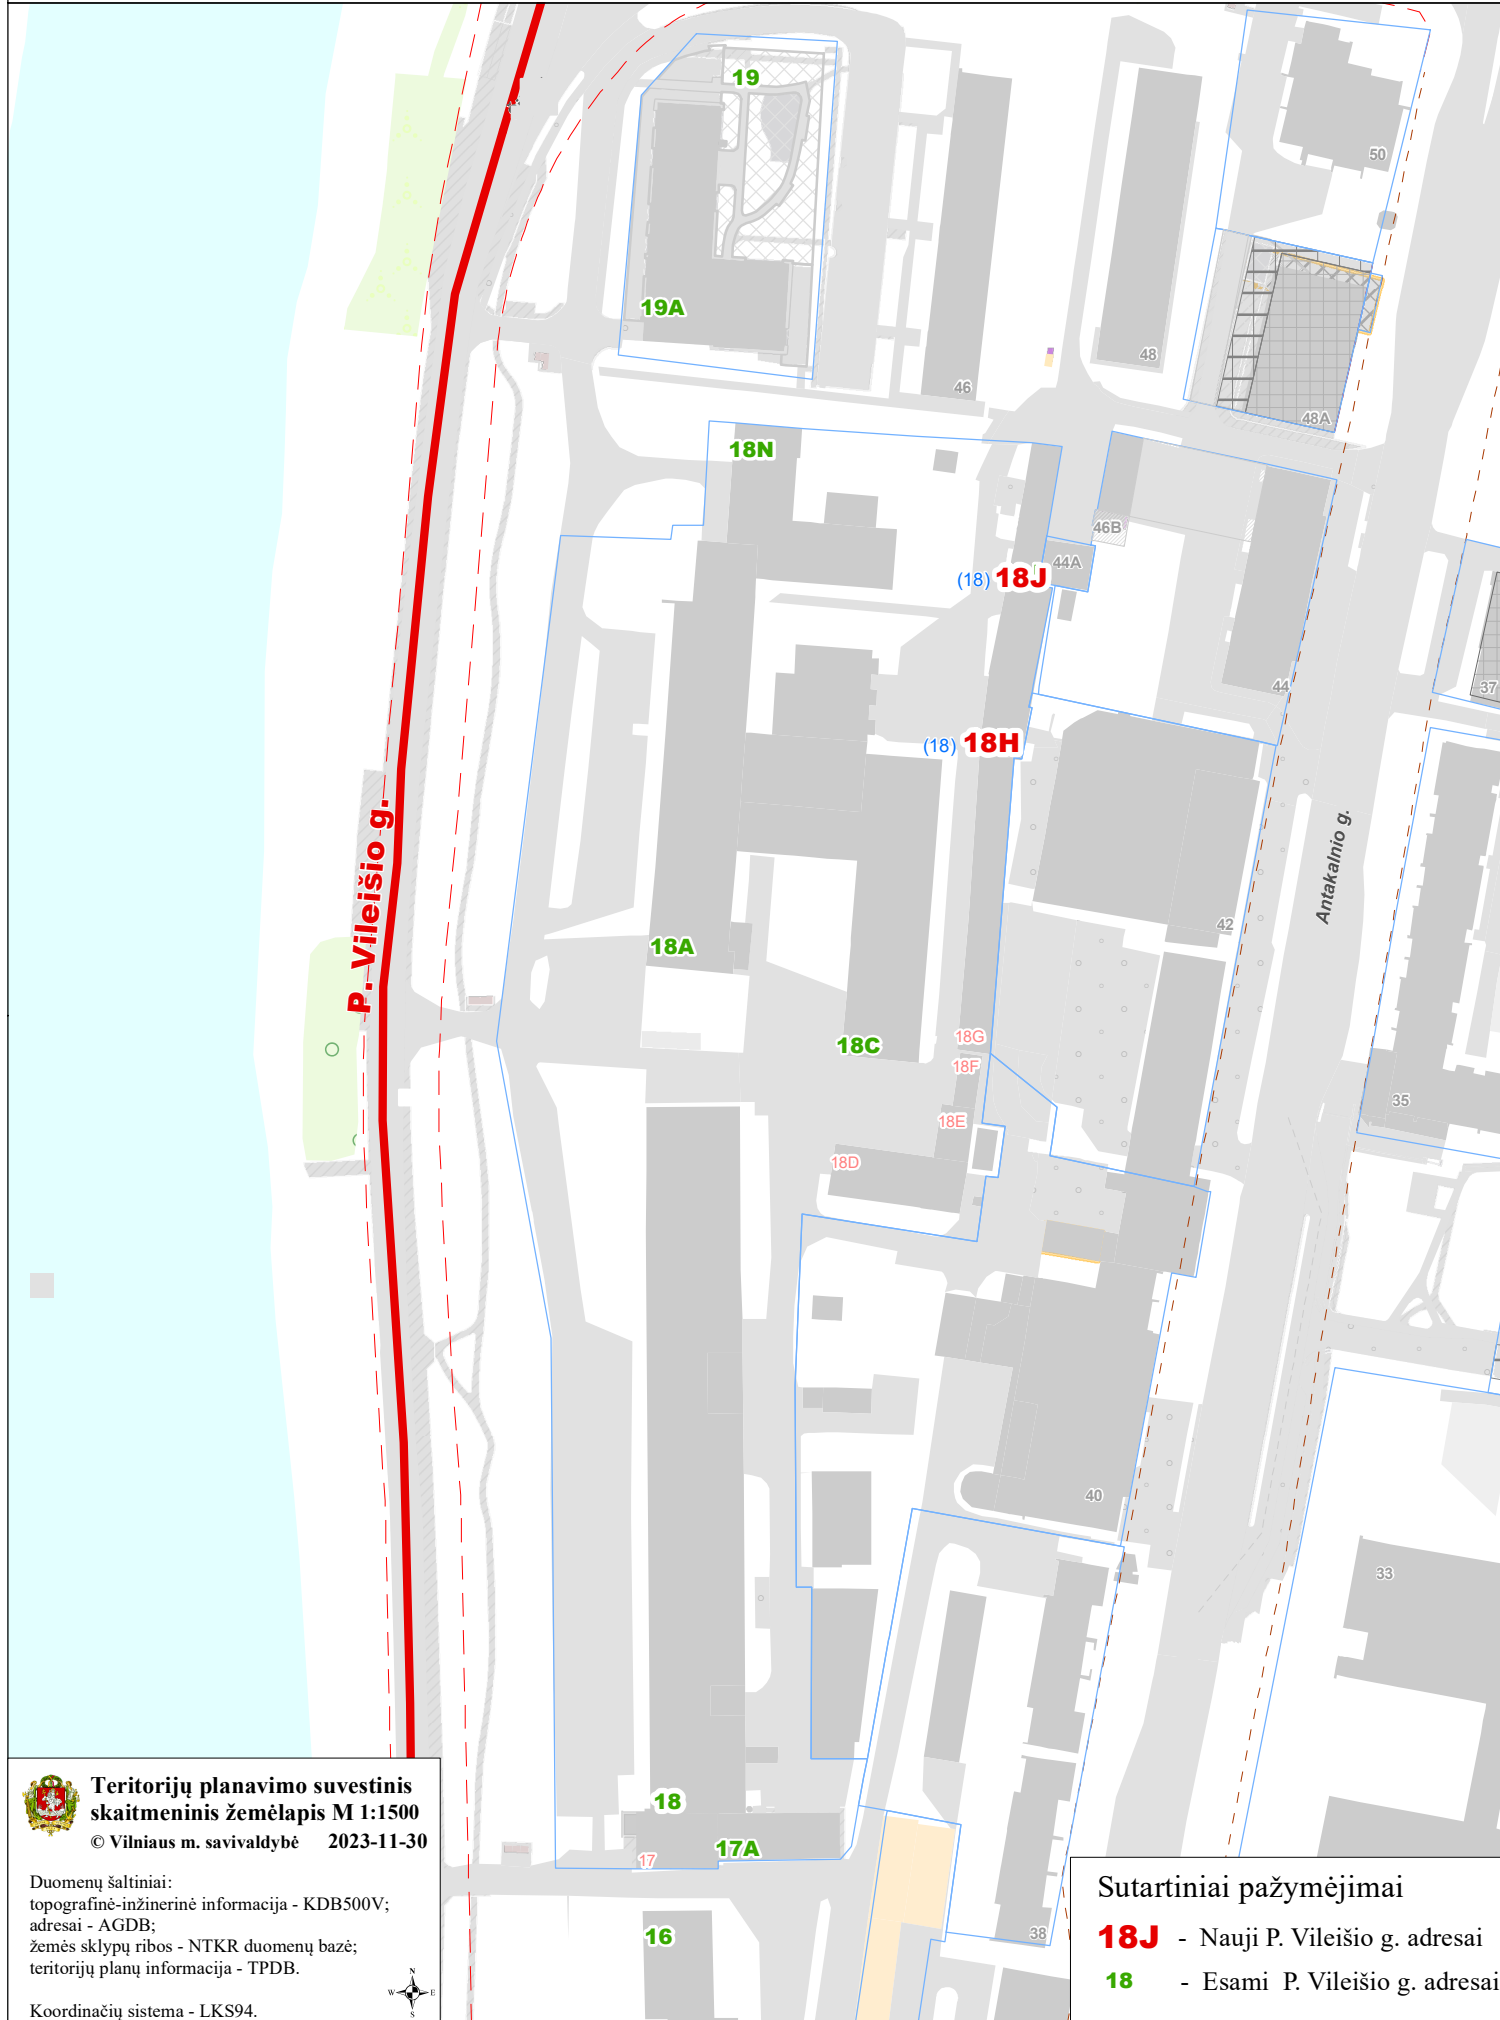 19
50
19A
48
46
48A
18N
46B
44A
(18) 18J
44
37
(18) 18H
P. Vileišio g.
Antakalnio g.
42
18A
18G
18C
18F
35
18E
18D
40
33
18
17A
17
16
38
Teritorijų planavimo suvestinis
skaitmeninis žemėlapis M 1:1500
© Vilniaus m. savivaldybė 2023-11-30
Duomenų šaltiniai:
topografinė-inžinerinė informacija - KDB500V;
adresai - AGDB;
žemės sklypų ribos - NTKR duomenų bazė;
teritorijų planų informacija - TPDB.
Koordinačių sistema - LKS94.
N
W E
S
Sutartiniai pažymėjimai
18J - Nauji P. Vileišio g. adresai
18 - Esami P. Vileišio g. adresai